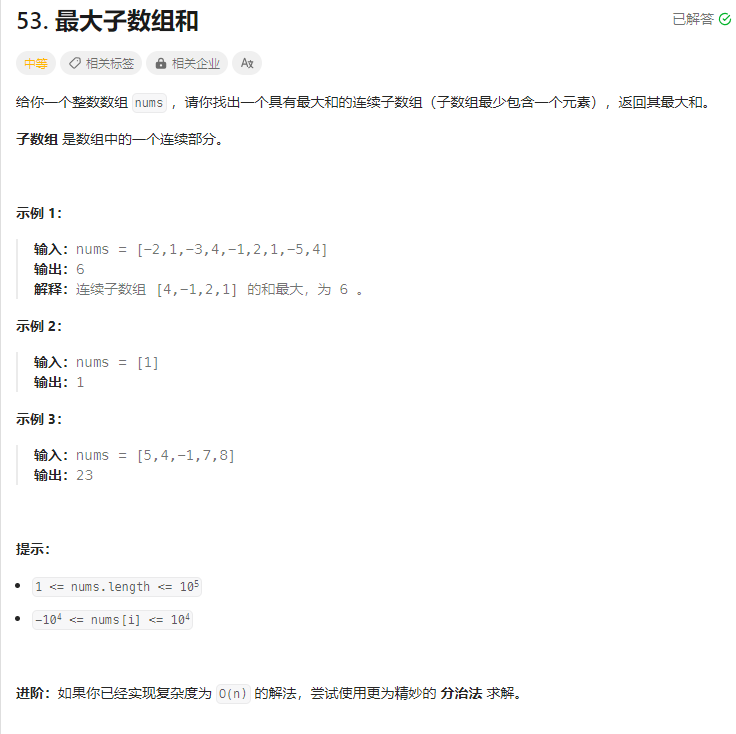 53. 最大子数组和
已解答
中等 相关标签 相关企业 Aあ
给你一个整数数组 nums ，请你找出一个具有最大和的连续子数组（子数组最少包含一个元素），返回其最大和。
子数组 是数组中的一个连续部分。
示例 1：
输入：nums = [-2,1,-3,4,-1,2,1,-5,4]
输出：6
解释：连续子数组 [4,-1,2,1] 的和最大，为 6 。
示例 2：
输入：nums = [1]
输出：1
示例 3：
输入：nums = [5,4,-1,7,8]
输出：23
提示：
1 <= nums.length <= 10⁵
-10⁴ <= nums[i] <= 10⁴
进阶：如果你已经实现复杂度为 O(n) 的解法，尝试使用更为精妙的 分治法 求解。